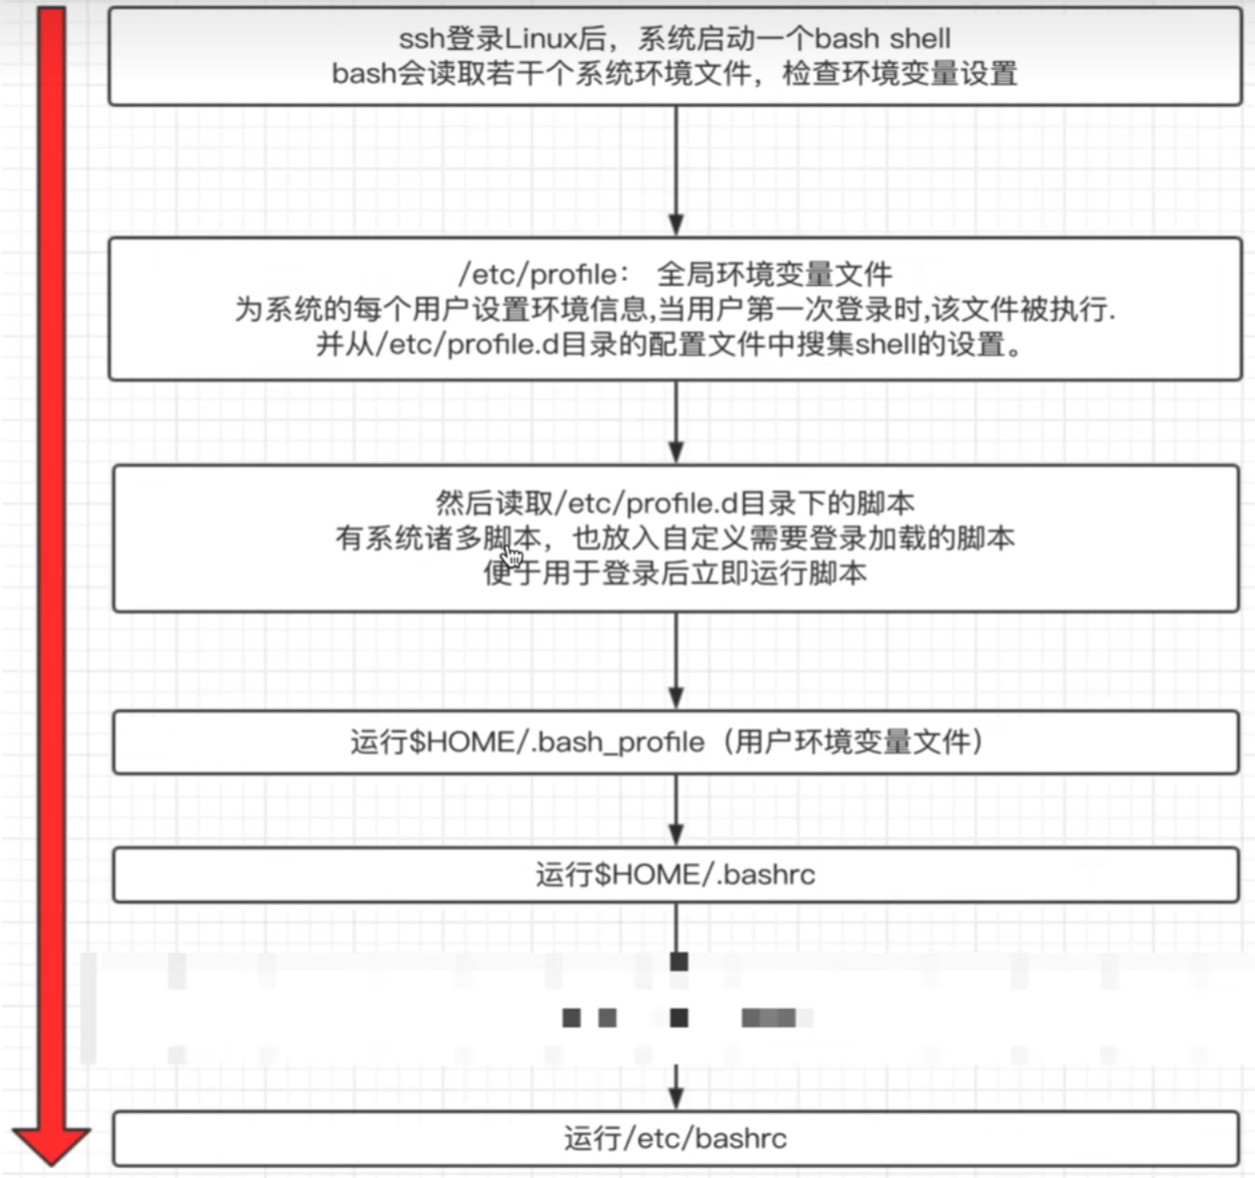 ssh登录Linux后，系统启动一个bash shell
bash会读取若干个系统环境文件，检查环境变量设置
/etc/profile： 全局环境变量文件
为系统的每个用户设置环境信息,当用户第一次登录时,该文件被执行.
并从/etc/profile.d目录的配置文件中搜集shell的设置。
然后读取/etc/profile.d目录下的脚本
有系统诸多脚本，也放入自定义需要登录加载的脚本
便于用于登录后立即运行脚本
运行$HOME/.bash_profile（用户环境变量文件）
运行$HOME/.bashrc
运行/etc/bashrc